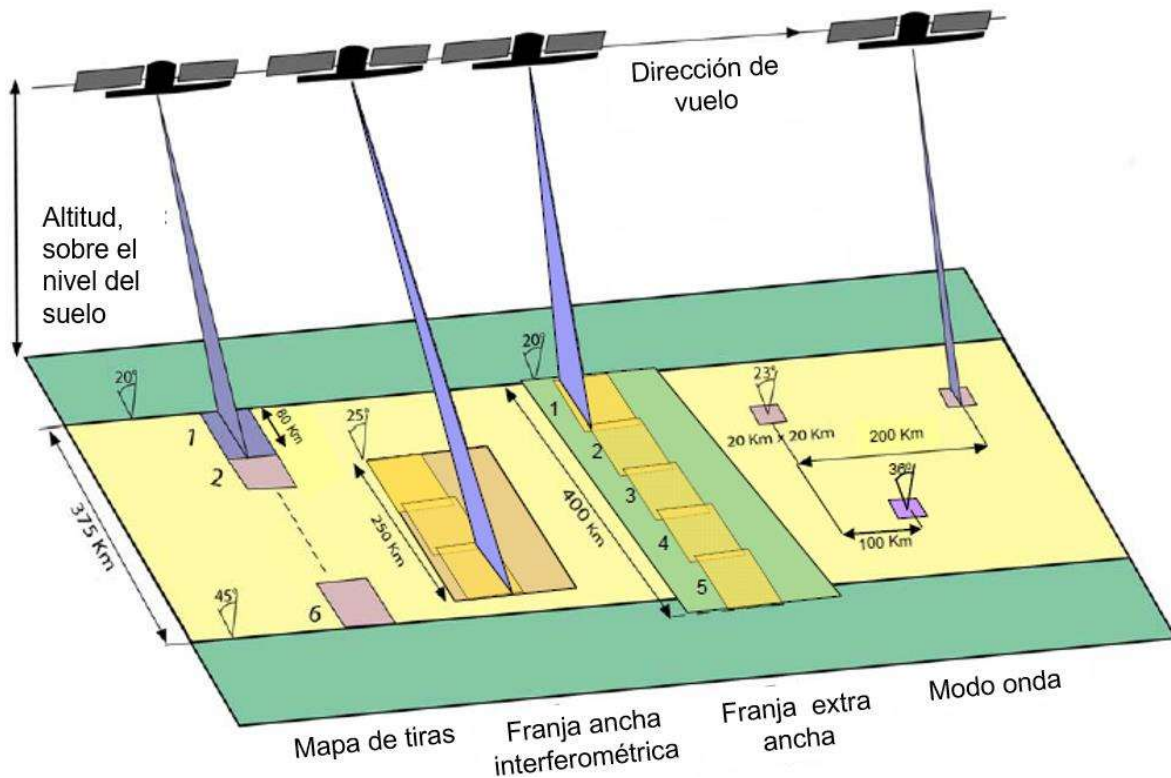 Dirección de
vuelo
Altitud,
sobre el
nivel del
suelo
20°
1
2
80 Km
375 Km
45°
6
25°
250 Km
20°
1
2
3
4
5
400 Km
23°
20 Km x 20 Km
200 Km
36°
100 Km
Mapa de tiras
Franja ancha
interferométrica
Franja extra
ancha
Modo onda